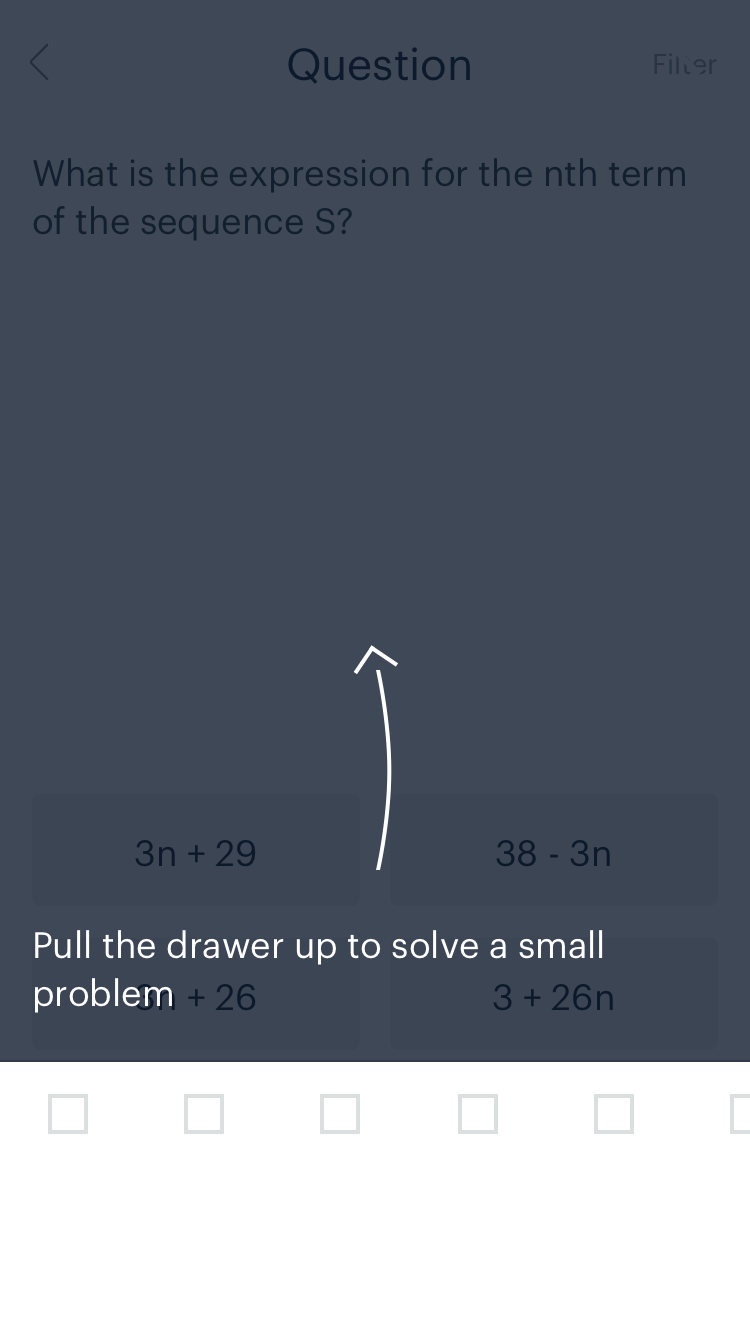 Question
Filter
What is the expression for the nth term
of the sequence S?
3n + 29
38 - 3n
Pull the drawer up to solve a small
problem
3n + 26
3 + 26n